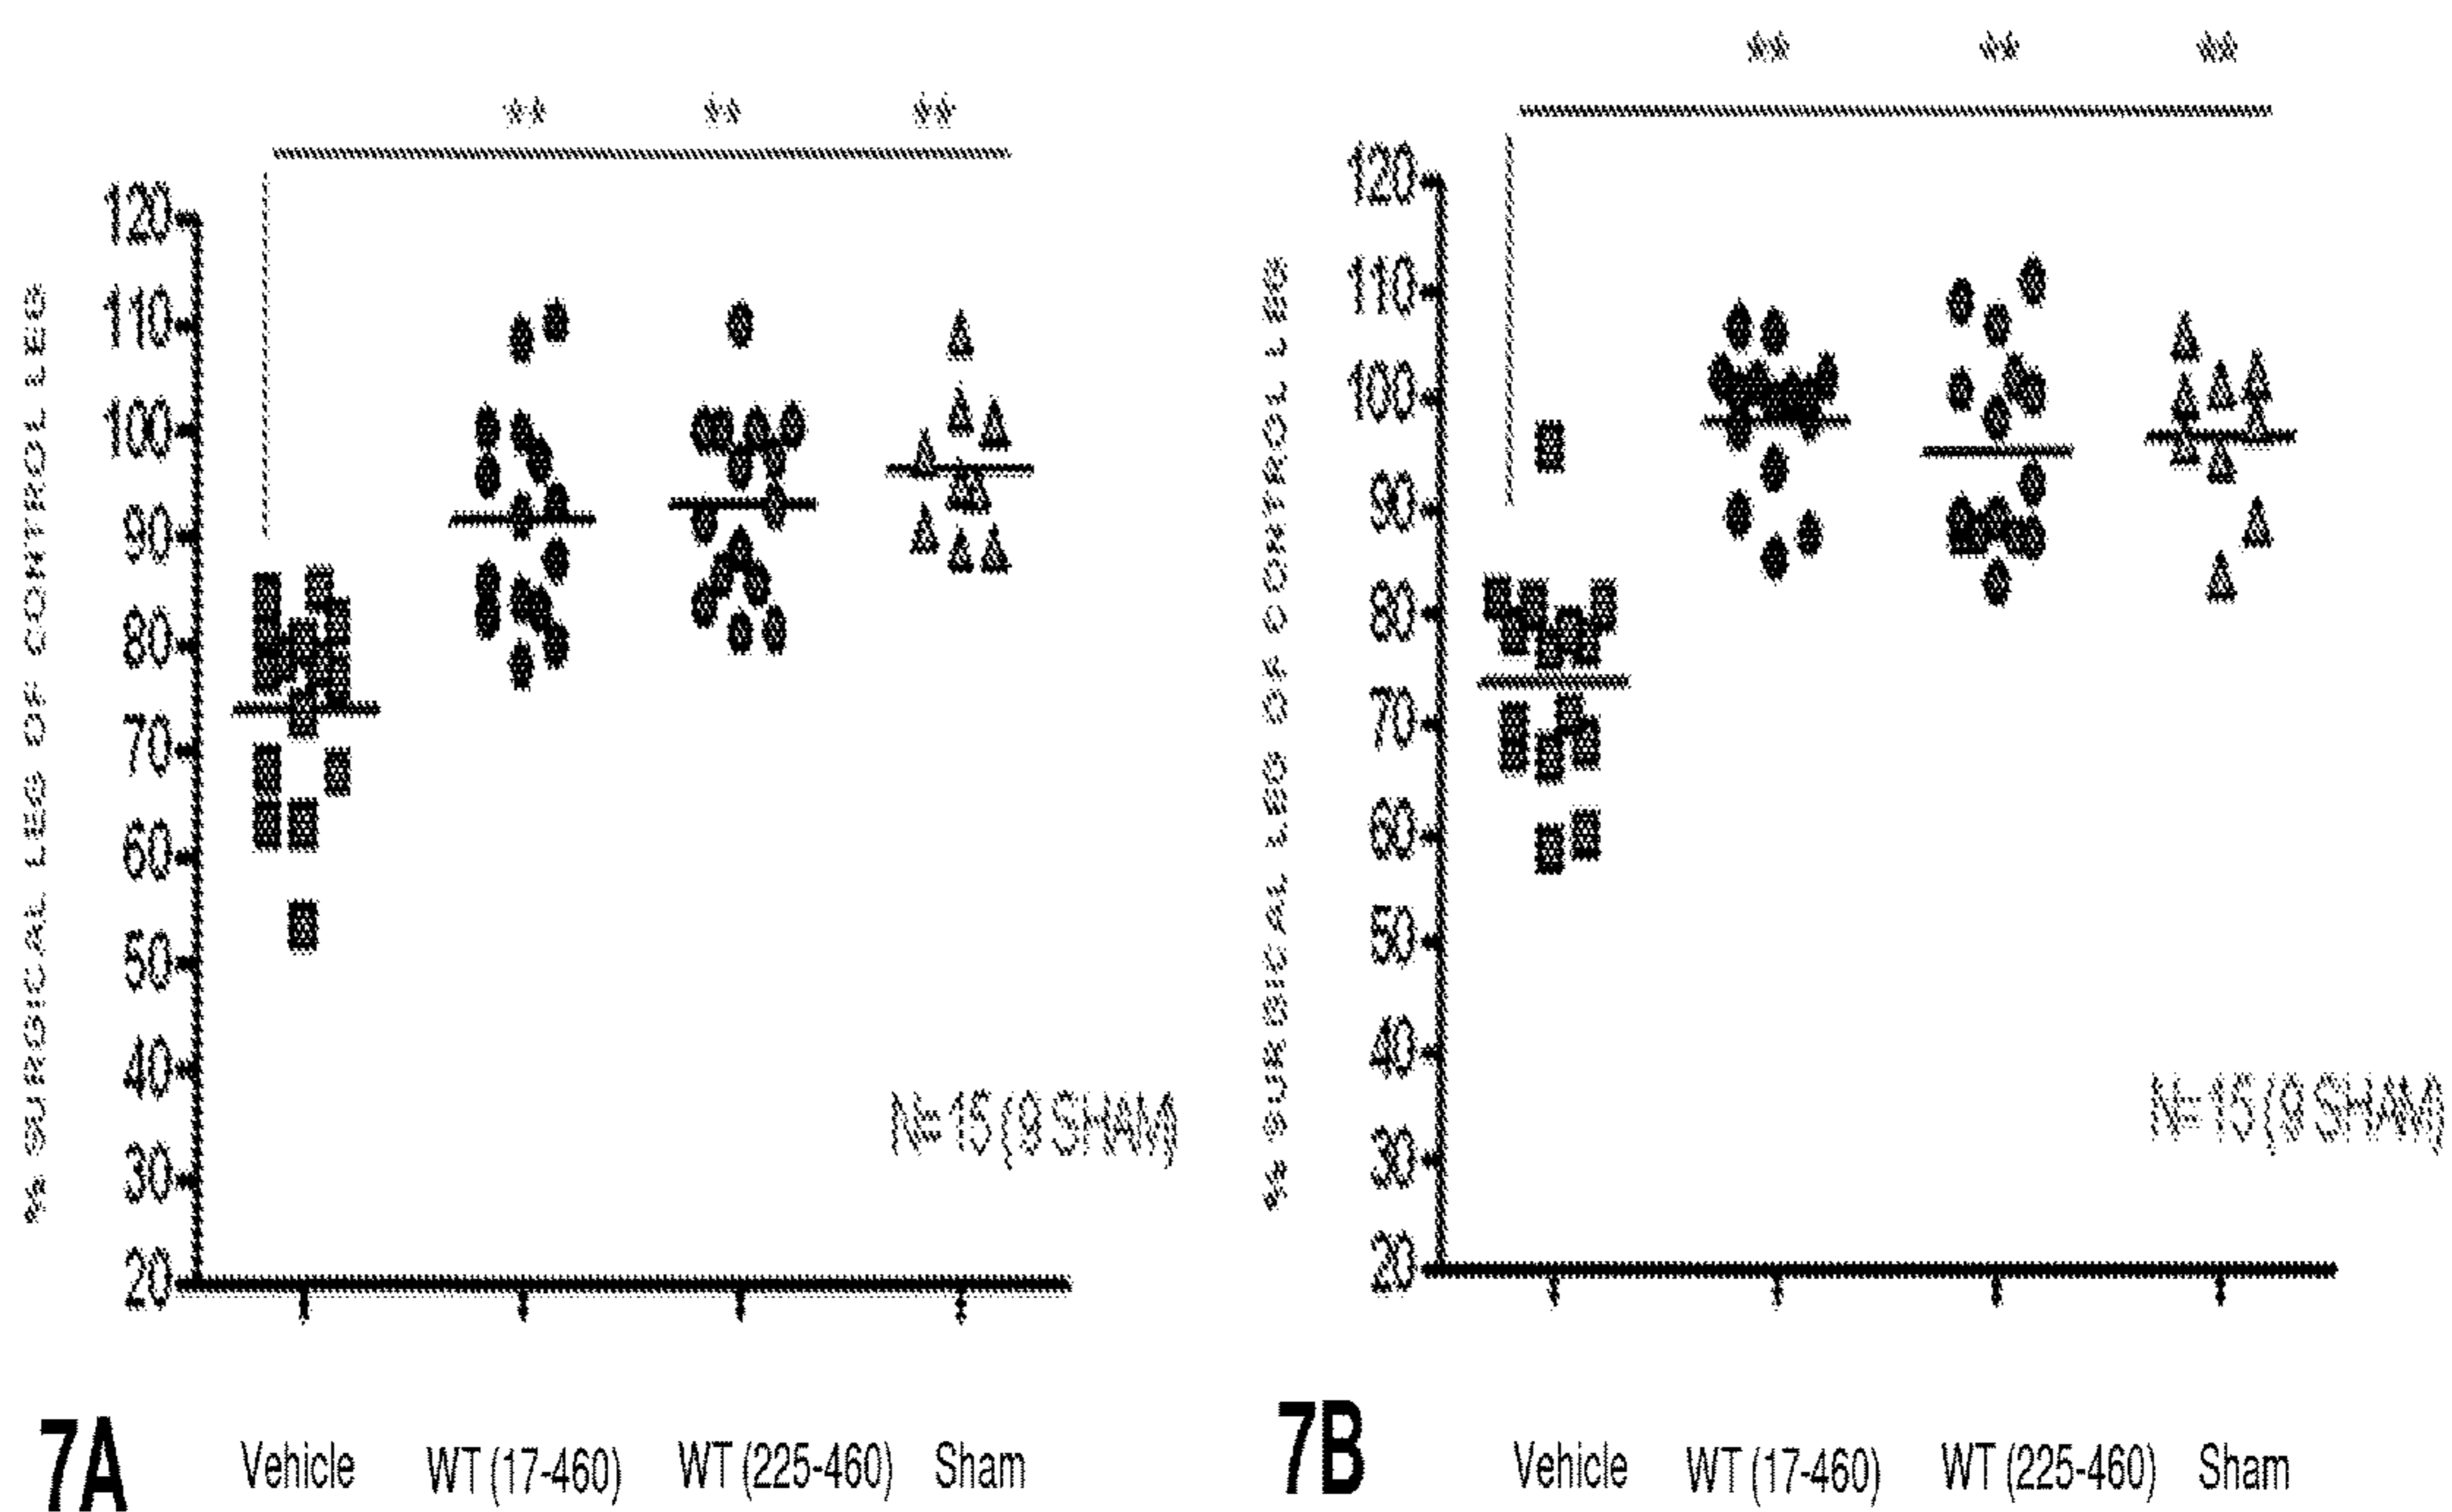 ** ** **
120
110
100
90
80
70
60
50
40
30
20
% SURGICAL LEG OF CONTROL LEG
N=15 (9 SHAM)
7A Vehicle WT (17-460) WT (225-460) Sham
** ** **
120
110
100
90
80
70
60
50
40
30
20
% SURGICAL LEG OF CONTROL LEG
N=15 (9 SHAM)
7B Vehicle WT (17-460) WT (225-460) Sham